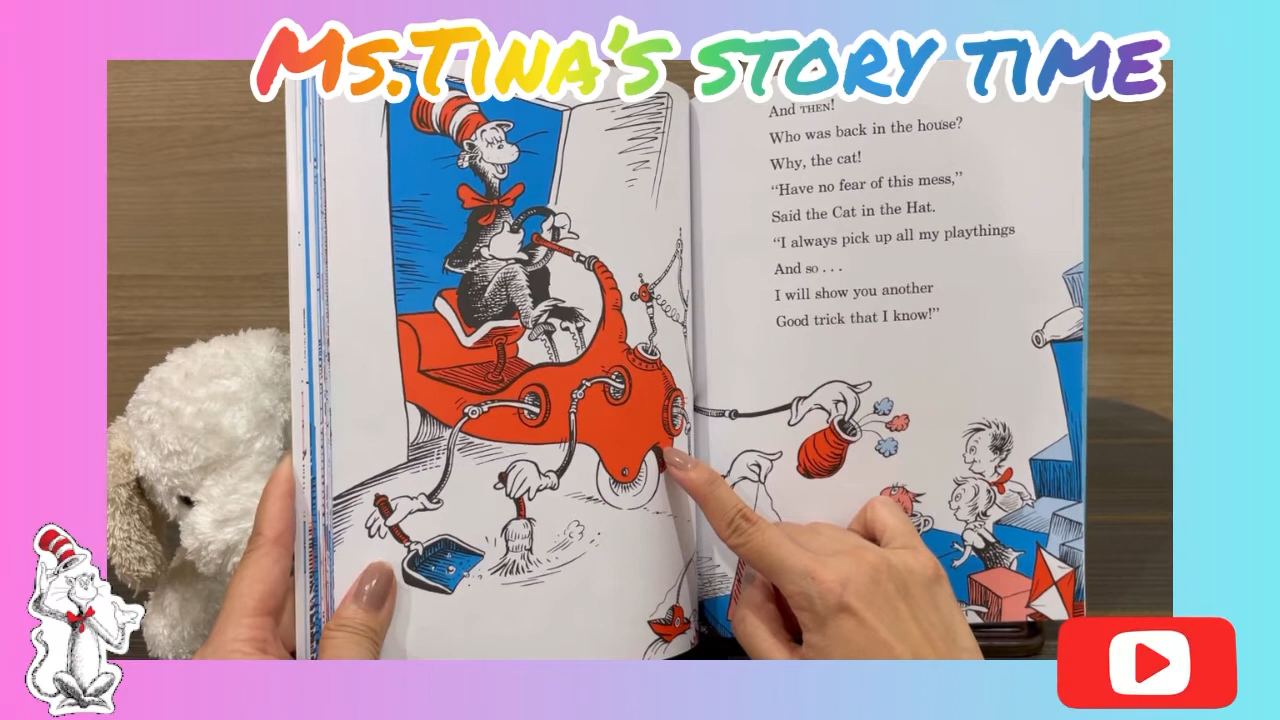 Ms.Tina's story time
And THEN!
Who was back in the house?
Why, the cat!
“Have no fear of this mess,”
Said the Cat in the Hat.
“I always pick up all my playthings
And so . . .
I will show you another
Good trick that I know!”